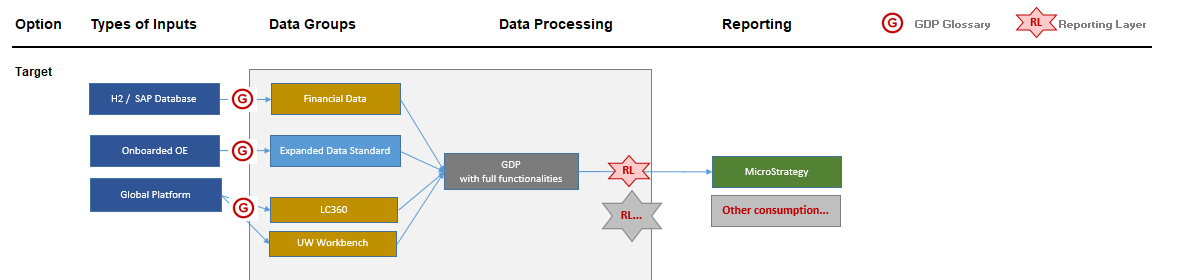 Option
Types of Inputs
Data Groups
Data Processing
Reporting
G
GDP Glossary
RL
Reporting Layer
Target
H2 / SAP Database
G
Financial Data
Onboarded OE
G
Expanded Data Standard
GDP
with full functionalities
RL
MicroStrategy
Global Platform
G
LC360
RL...
Other consumption...
UW Workbench